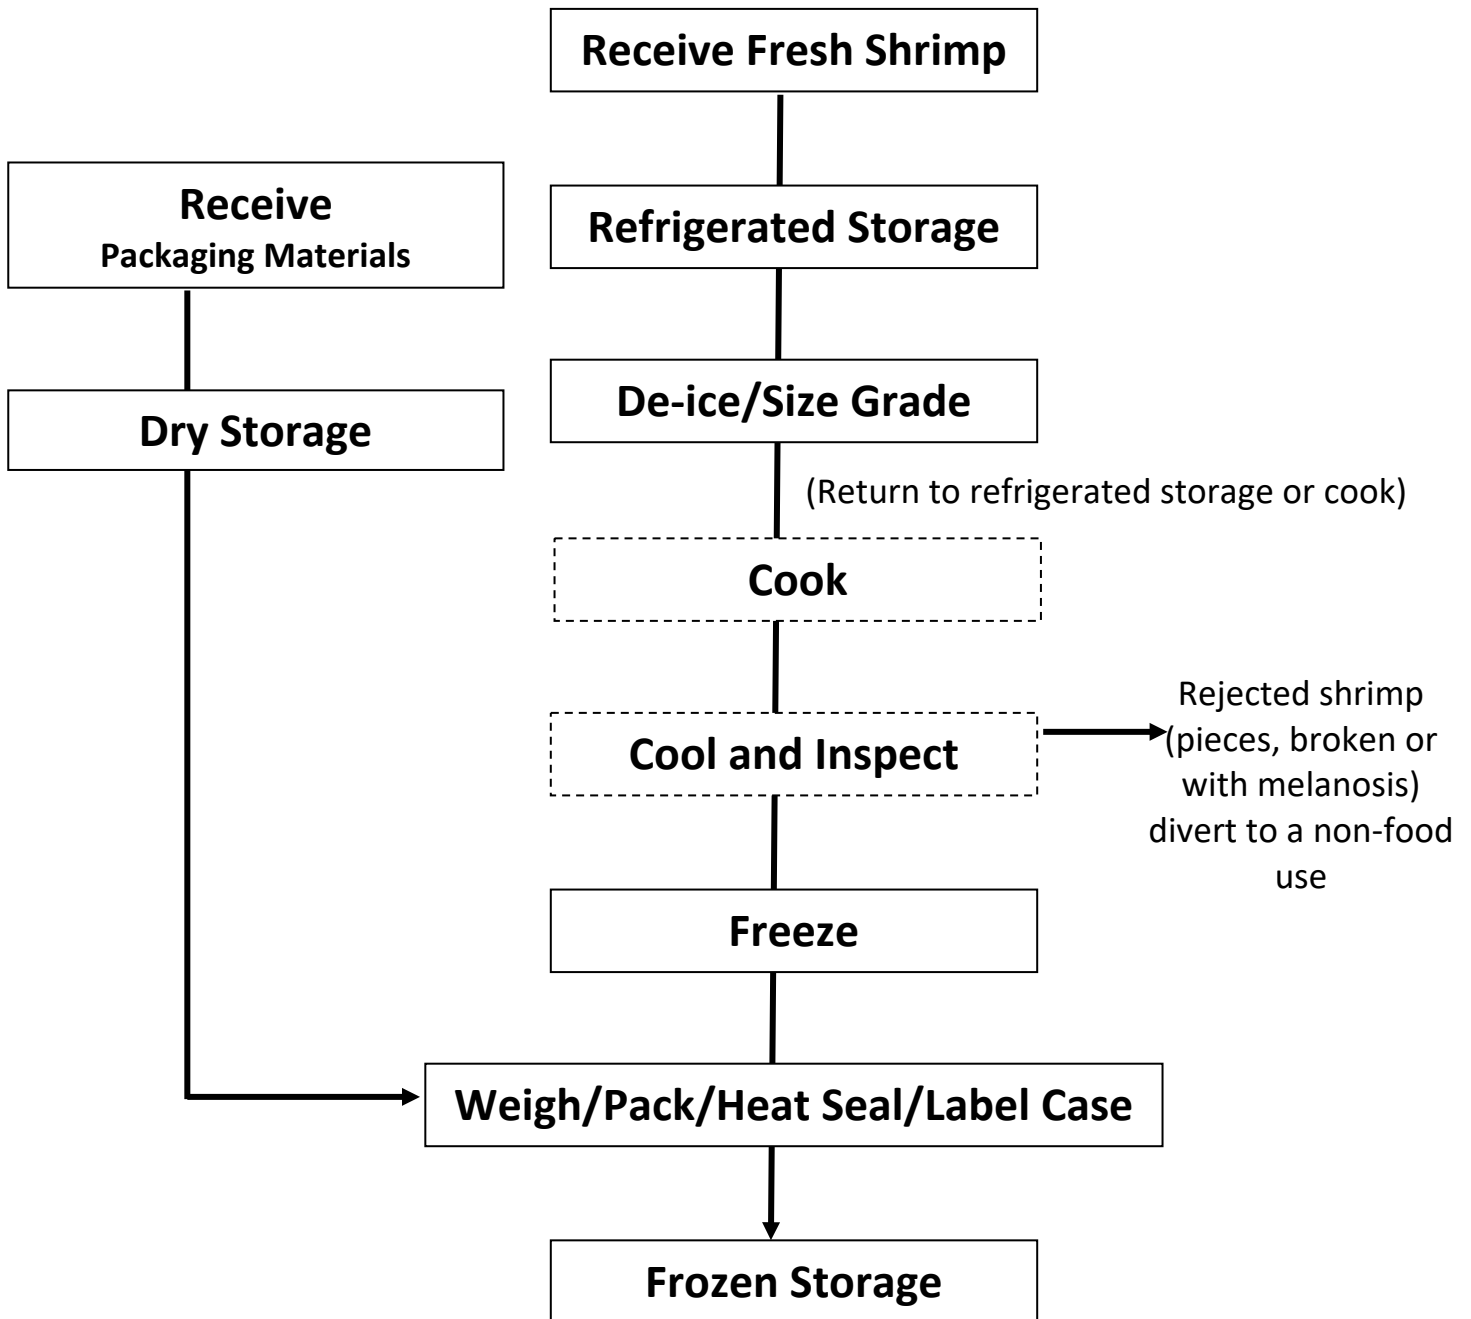 Receive Fresh Shrimp
Receive
Packaging Materials
Refrigerated Storage
De-ice/Size Grade
Dry Storage
(Return to refrigerated storage or cook)
Cook
Cool and Inspect
Rejected shrimp
(pieces, broken or
with melanosis)
divert to a non-food
use
Freeze
Weigh/Pack/Heat Seal/Label Case
Frozen Storage